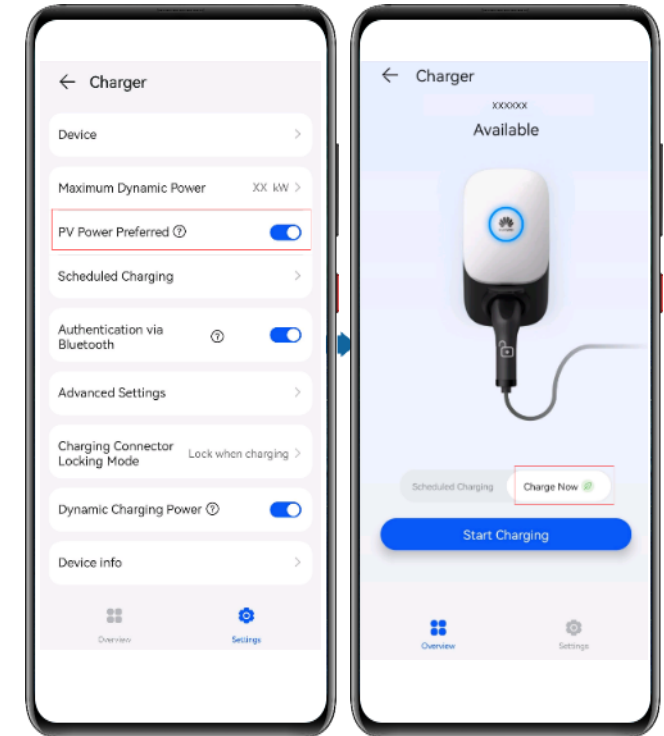 Charger
Device
Maximum Dynamic Power XX kW
PV Power Preferred
Scheduled Charging
Authentication via
Bluetooth
Advanced Settings
Charging Connector
Locking Mode
Lock when charging
Dynamic Charging Power
Device info
Overview
Settings
Charger
xxxxxx
Available
Scheduled Charging
Charge Now
Start Charging
Overview
Settings